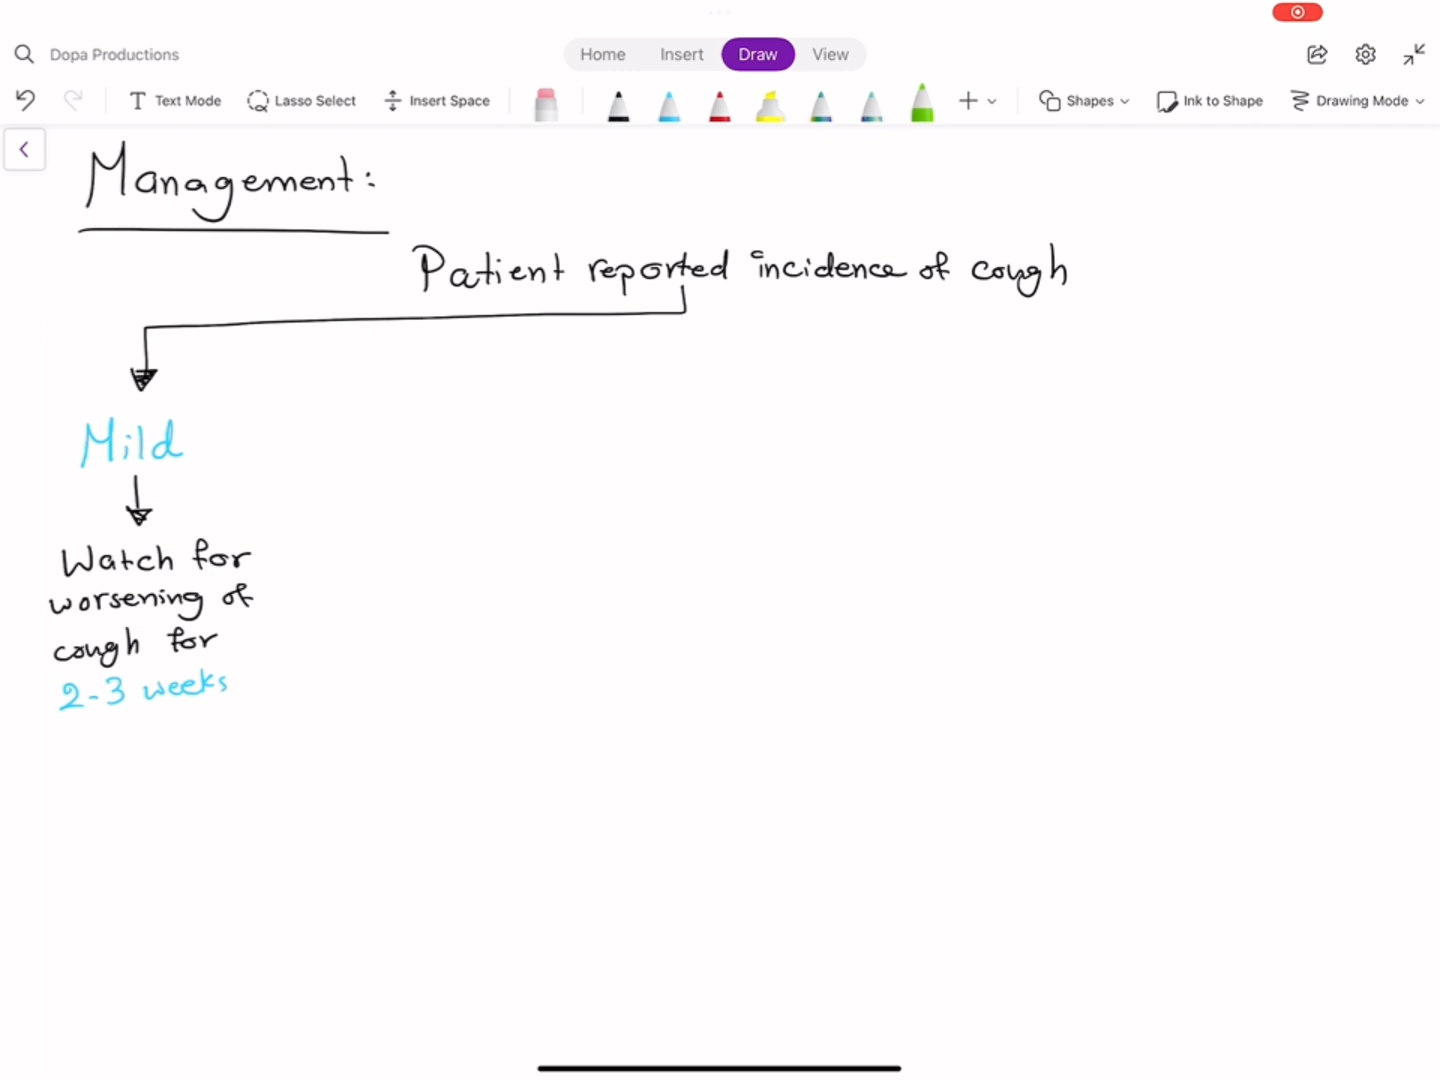 Dopa Productions
Home Insert Draw View
Text Mode Lasso Select Insert Space Shapes Ink to Shape Drawing Mode
Management:
Patient reported incidence of cough
Mild
Watch for
worsening of
cough for
2-3 weeks